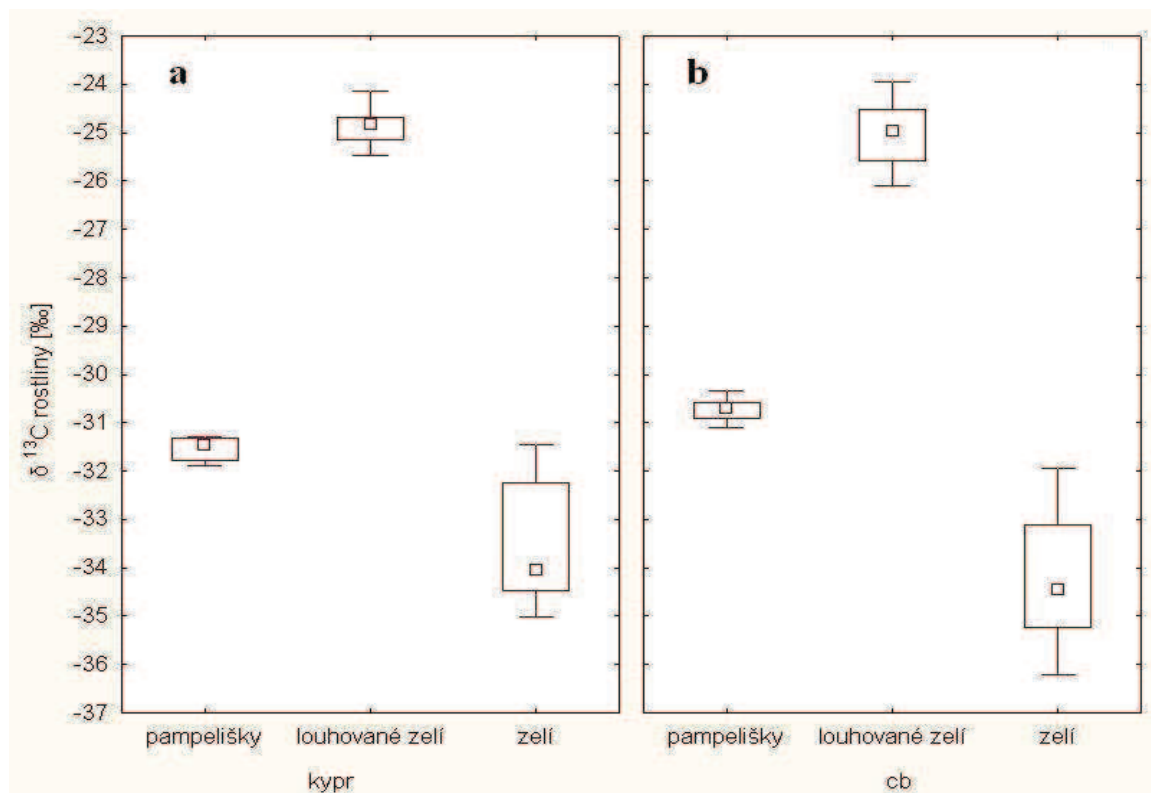 δ ¹³C rostliny [‰]
-23
-24
-25
-26
-27
-28
-29
-30
-31
-32
-33
-34
-35
-36
-37
a
b
pampelišky louhované zelí zelí
kypr
pampelišky louhované zelí zelí
cb